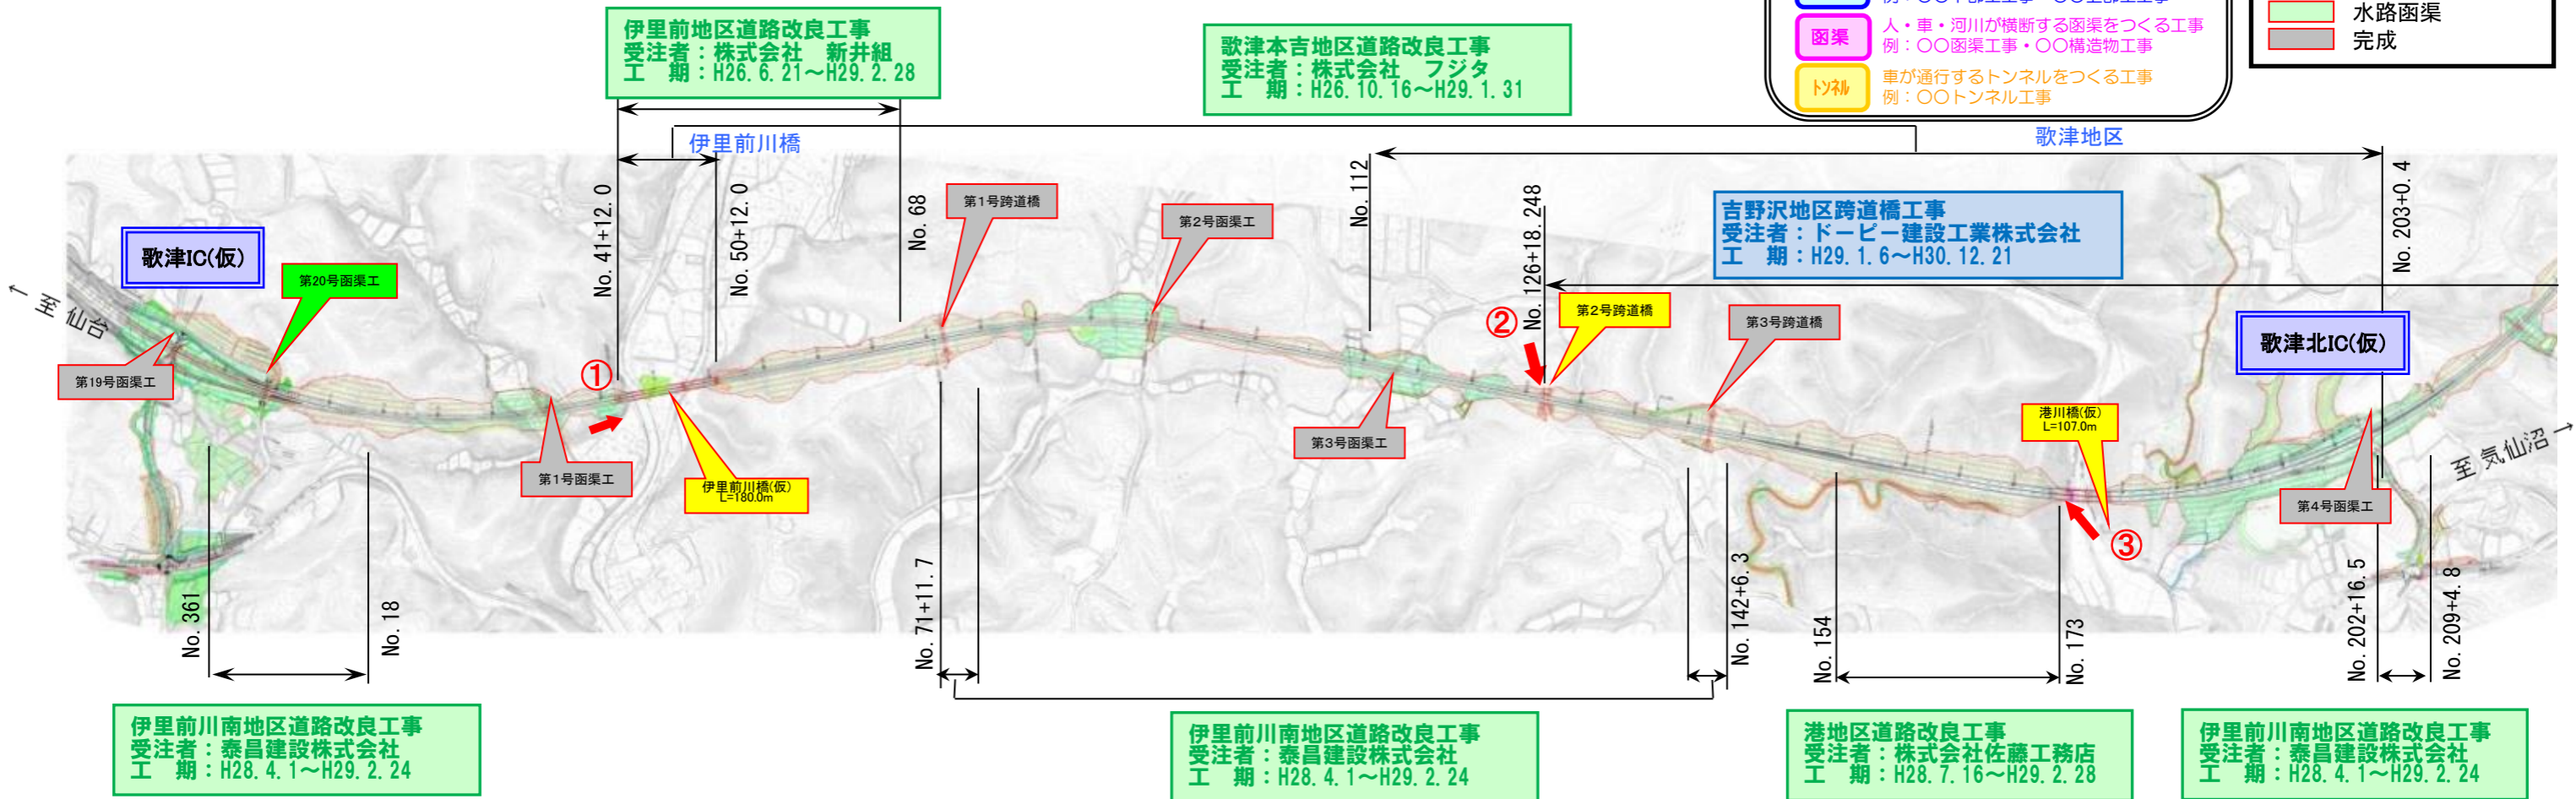 伊里前地区道路改良工事
受注者：株式会社　新井組
工　期：H26.6.21～H29.2.28
歌津本吉地区道路改良工事
受注者：株式会社　フジタ
工　期：H26.10.16～H29.1.31
函渠
人・車・河川が横断する函渠をつくる工事
例：○○函渠工事・○○構造物工事
トンネル
車が通行するトンネルをつくる工事
例：○○トンネル工事
水路函渠
完成
伊里前川橋
歌津地区
No. 41+12.0
No. 50+12.0
No. 68
No. 112
No. 126+18.248
No. 203+0.4
吉野沢地区跨道橋工事
受注者：ドーピー建設工業株式会社
工　期：H29.1.6～H30.12.21
歌津IC(仮)
第20号函渠工
第1号跨道橋
第2号函渠工
②
第2号跨道橋
第3号跨道橋
歌津北IC(仮)
← 至 仙台
第19号函渠工
①
第1号函渠工
伊里前川橋(仮)
L=180.0m
第3号函渠工
港川橋(仮)
L=107.0m
③
第4号函渠工
至 気仙沼 →
No. 361
No. 18
No. 71+11.7
No. 142+6.3
No. 154
No. 173
No. 202+16.5
No. 209+4.8
伊里前川南地区道路改良工事
受注者：泰昌建設株式会社
工　期：H28.4.1～H29.2.24
伊里前川南地区道路改良工事
受注者：泰昌建設株式会社
工　期：H28.4.1～H29.2.24
港地区道路改良工事
受注者：株式会社佐藤工務店
工　期：H28.7.16～H29.2.28
伊里前川南地区道路改良工事
受注者：泰昌建設株式会社
工　期：H28.4.1～H29.2.24